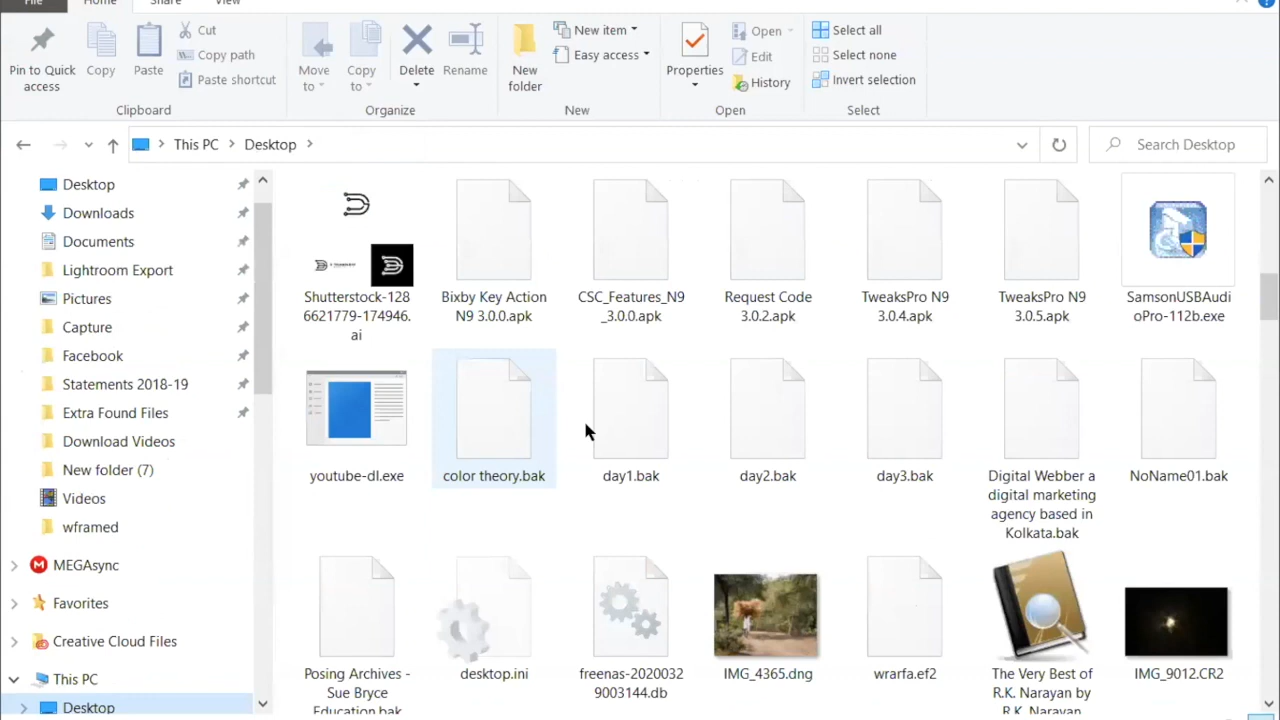 File Home Share View
Pin to Quick
access
Copy
Paste
Cut
Copy path
Paste shortcut
Clipboard
Move
to
Copy
to
Delete
Rename
Organize
New
folder
New item
Easy access
New
Properties
Open
Edit
History
Open
Select all
Select none
Invert selection
Select
This PC Desktop
Search Desktop
Desktop
Downloads
Documents
Lightroom Export
Pictures
Capture
Facebook
Statements 2018-19
Extra Found Files
Download Videos
New folder (7)
Videos
wframed
MEGAsync
Favorites
Creative Cloud Files
This PC
Desktop
Shutterstock-128
6621779-174946.
ai
Bixby Key Action
N9 3.0.0.apk
CSC_Features_N9
_3.0.0.apk
Request Code
3.0.2.apk
TweaksPro N9
3.0.4.apk
TweaksPro N9
3.0.5.apk
SamsonUSBAudi
oPro-112b.exe
youtube-dl.exe
color theory.bak
day1.bak
day2.bak
day3.bak
Digital Webber a
digital marketing
agency based in
Kolkata.bak
NoName01.bak
Posing Archives -
Sue Bryce
Education.bak
desktop.ini
freenas-2020032
9003144.db
IMG_4365.dng
wrarfa.ef2
The Very Best of
R.K. Narayan by
R.K. Narayan
IMG_9012.CR2